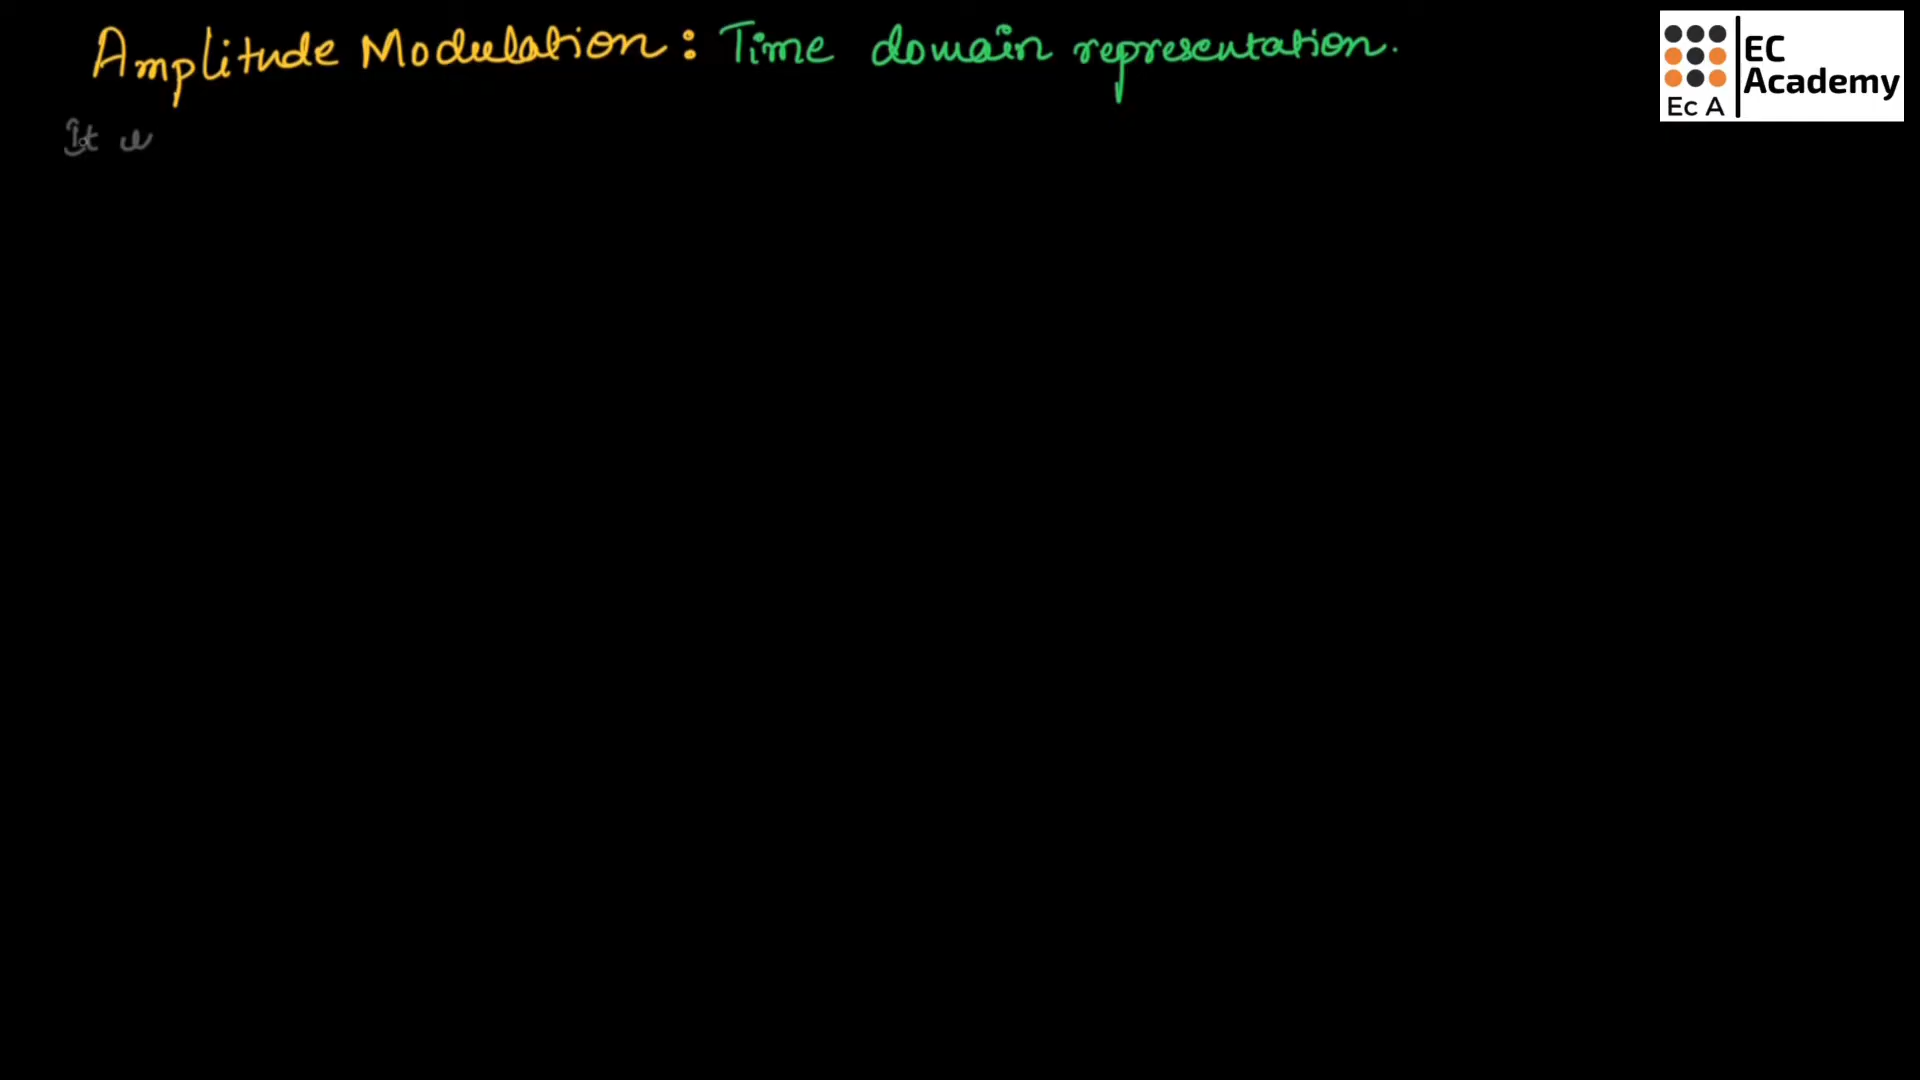 Amplitude Modulation : Time domain representation.
EC
Academy
Ec A
It is